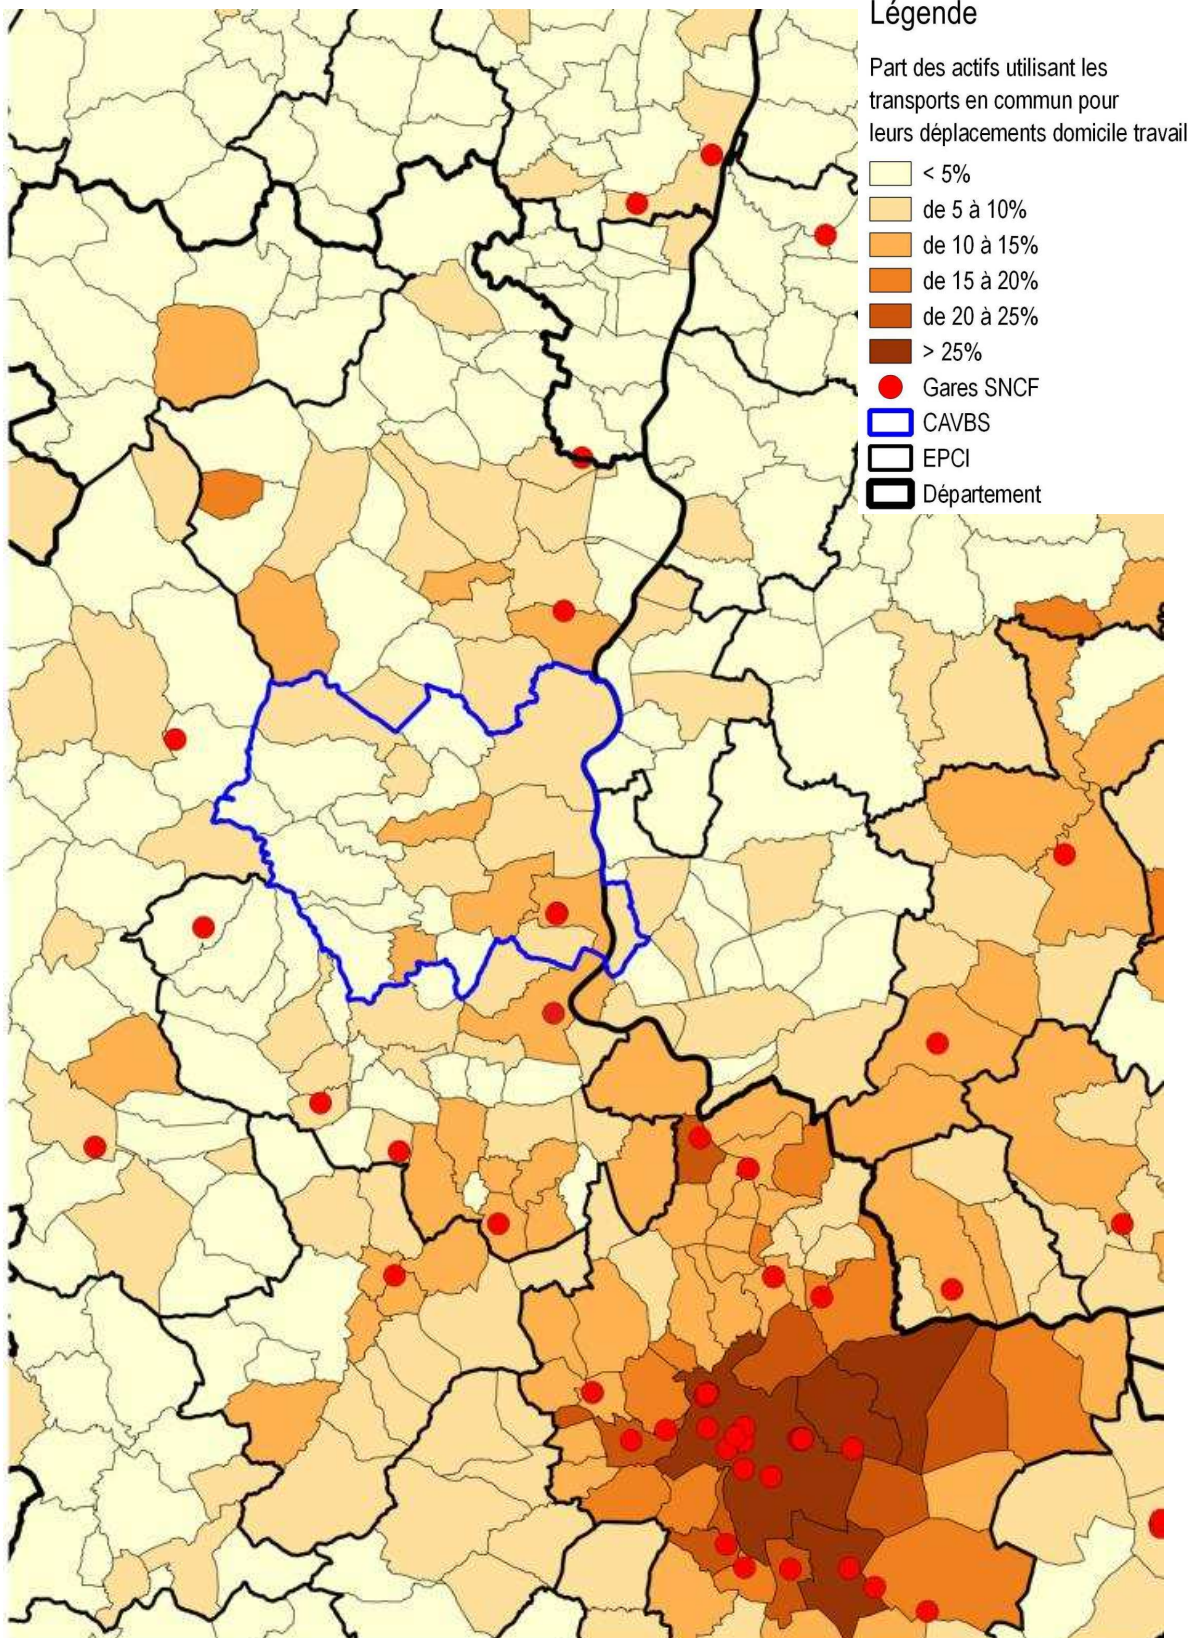 Légende
Part des actifs utilisant les
transports en commun pour
leurs déplacements domicile travail
< 5%
de 5 à 10%
de 10 à 15%
de 15 à 20%
de 20 à 25%
> 25%
Gares SNCF
CAVBS
EPCI
Département